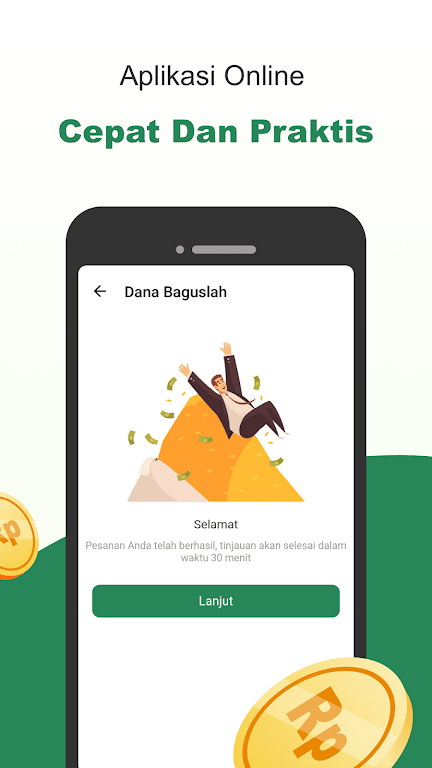 Aplikasi Online
Cepat Dan Praktis
Dana Baguslah
Selamat
Pesanan Anda telah berhasil, tinjauan akan selesai dalam
waktu 30 menit
Lanjut
Rp
Rp